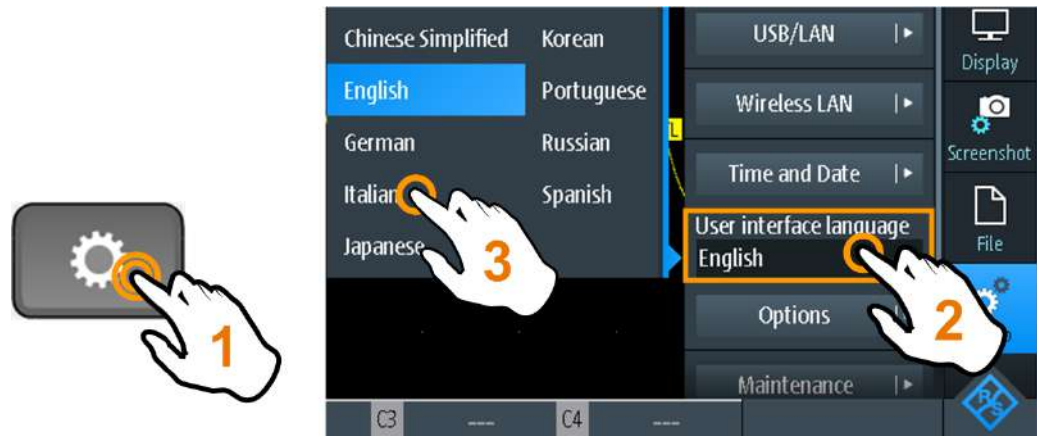 1
Chinese Simplified
English
German
Italian
Japanese
Korean
Portuguese
Russian
Spanish
3
USB/LAN
Wireless LAN
Time and Date
User interface language
English
Options
Maintenance
2
Display
Screenshot
File
R&S
C3 ---
C4 ---